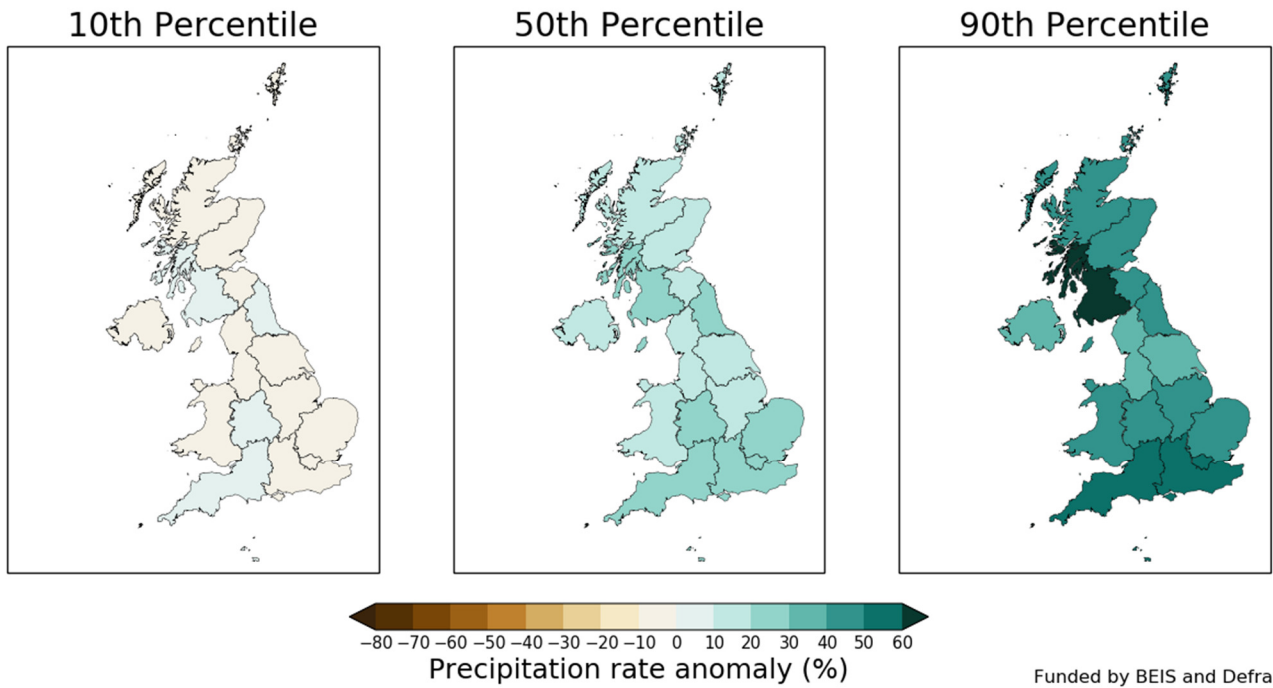 10th Percentile 50th Percentile 90th Percentile
−80 −70 −60 −50 −40 −30 −20 −10 0 10 20 30 40 50 60
Precipitation rate anomaly (%)
Funded by BEIS and Defra